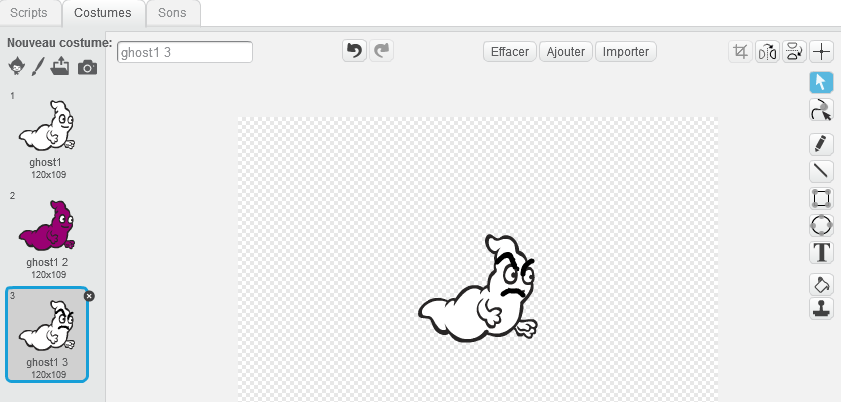 Scripts Costumes Sons
Nouveau costume:
ghost1 3
Effacer Ajouter Importer
1
ghost1
120x109
2
ghost1 2
120x109
3
ghost1 3
120x109
T